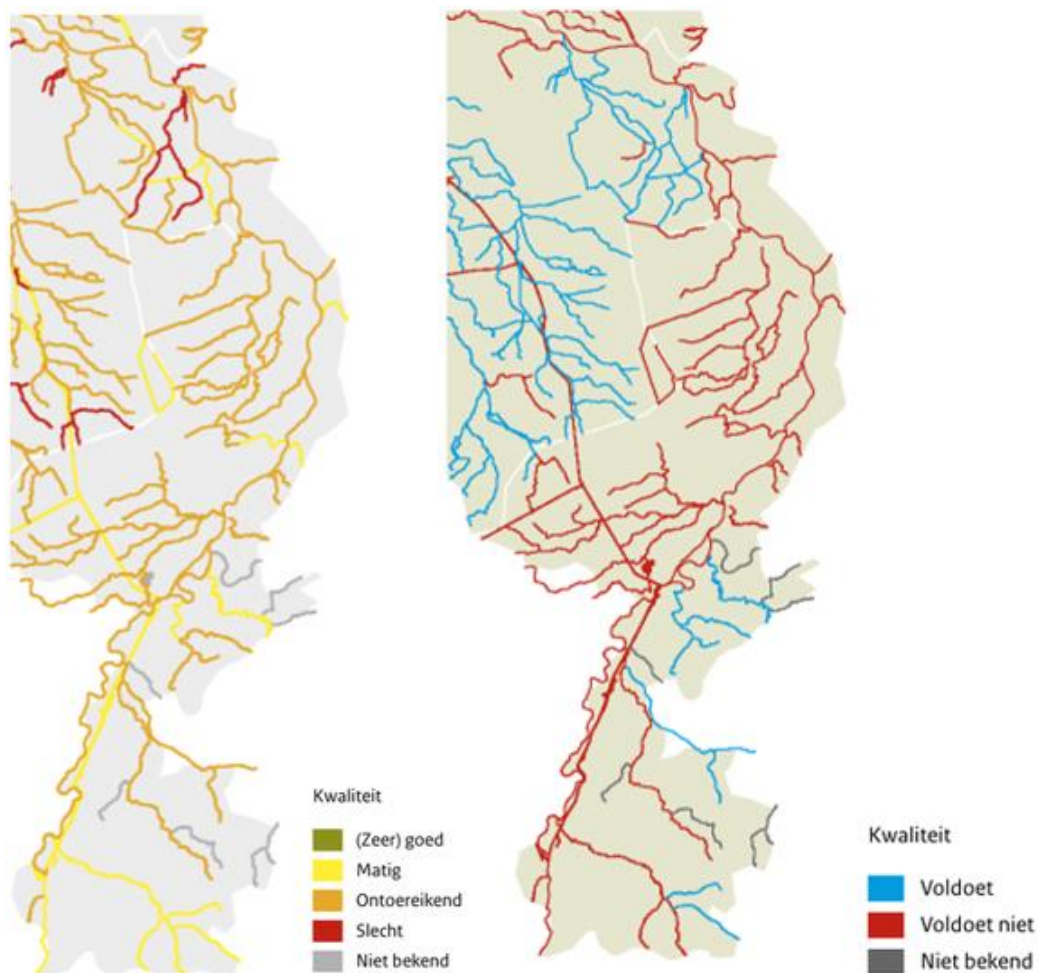 Kwaliteit
(Zeer) goed
Matig
Ontoereikend
Slecht
Niet bekend
Kwaliteit
Voldoet
Voldoet niet
Niet bekend